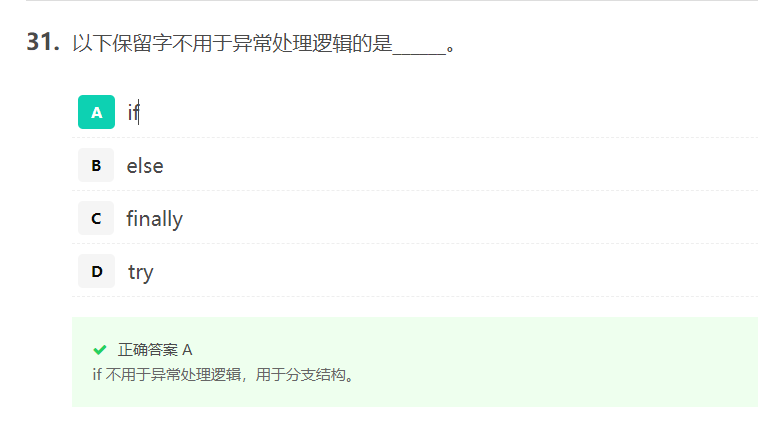 31. 以下保留字不用于异常处理逻辑的是______。
A if
B else
C finally
D try
正确答案 A
if 不用于异常处理逻辑，用于分支结构。